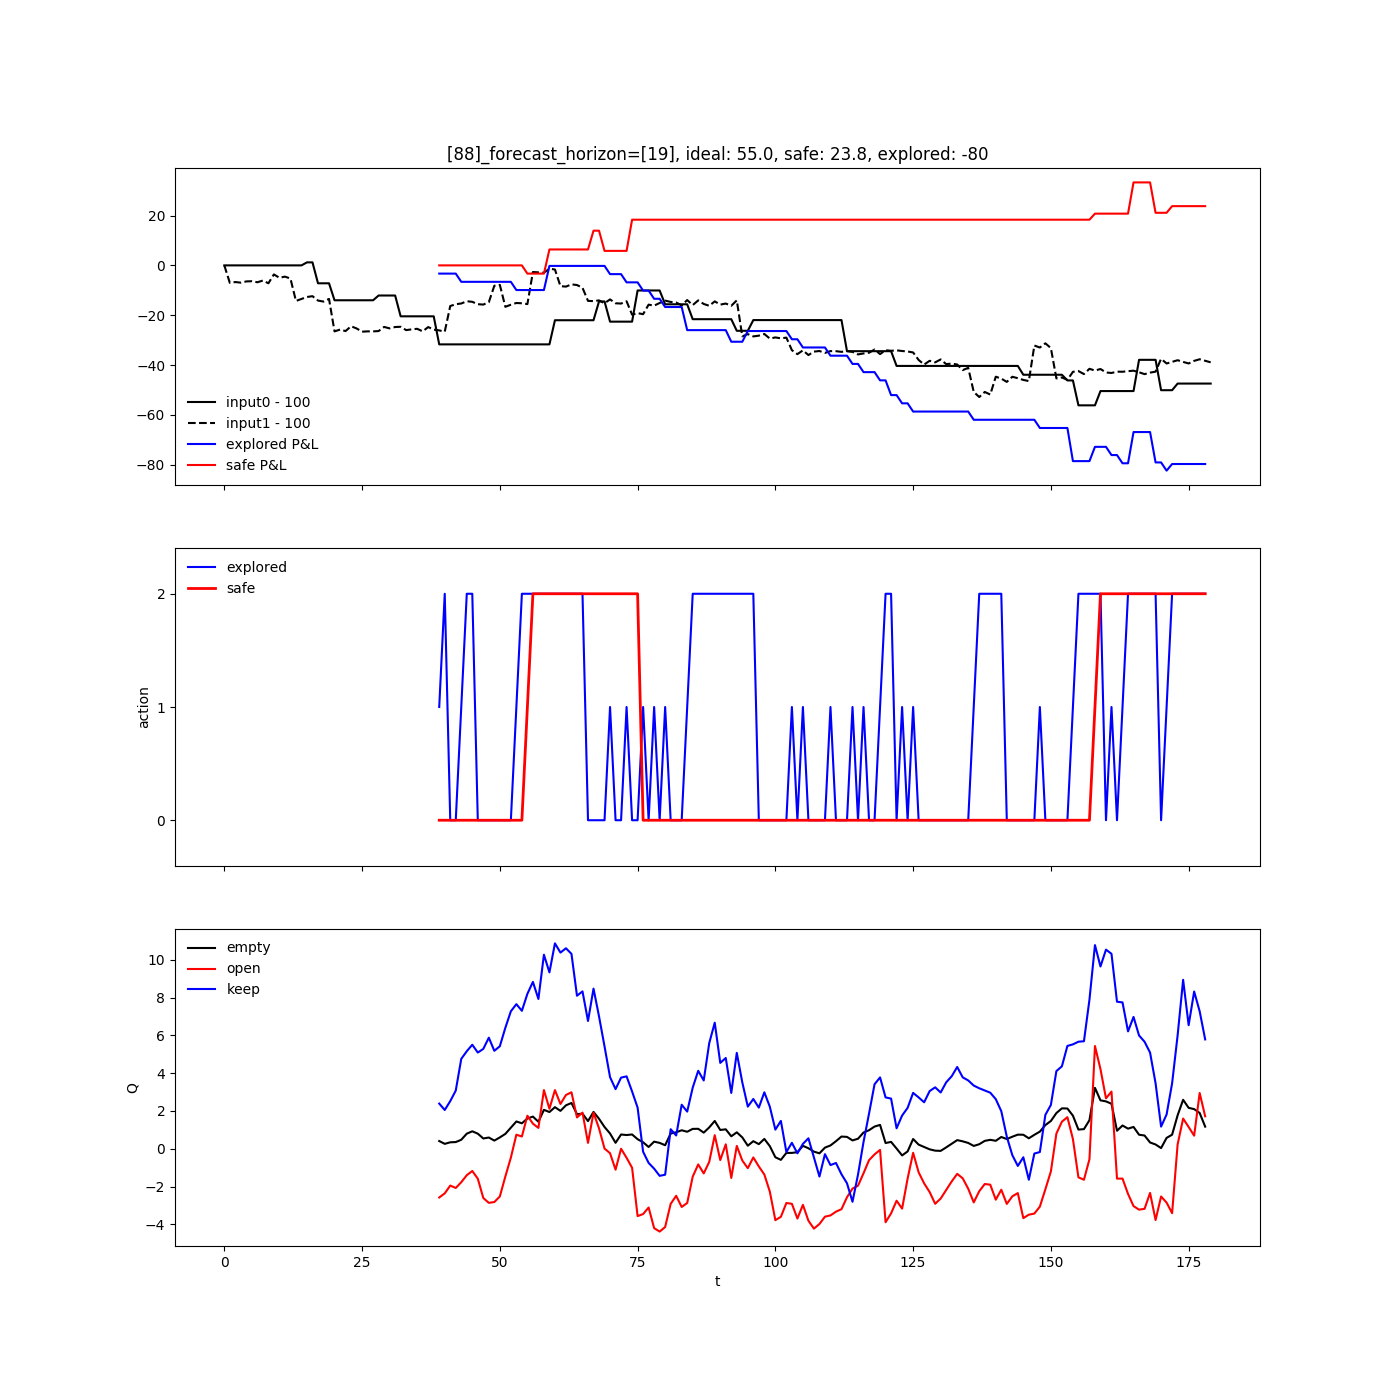 [88]_forecast_horizon=[19], ideal: 55.0, safe: 23.8, explored: -80
20
0
−20
−40
−60
−80
input0 - 100
input1 - 100
explored P&L
safe P&L
explored
safe
2
1
0
action
empty
open
keep
10
8
6
4
2
0
−2
−4
Q
0 25 50 75 100 125 150 175
t